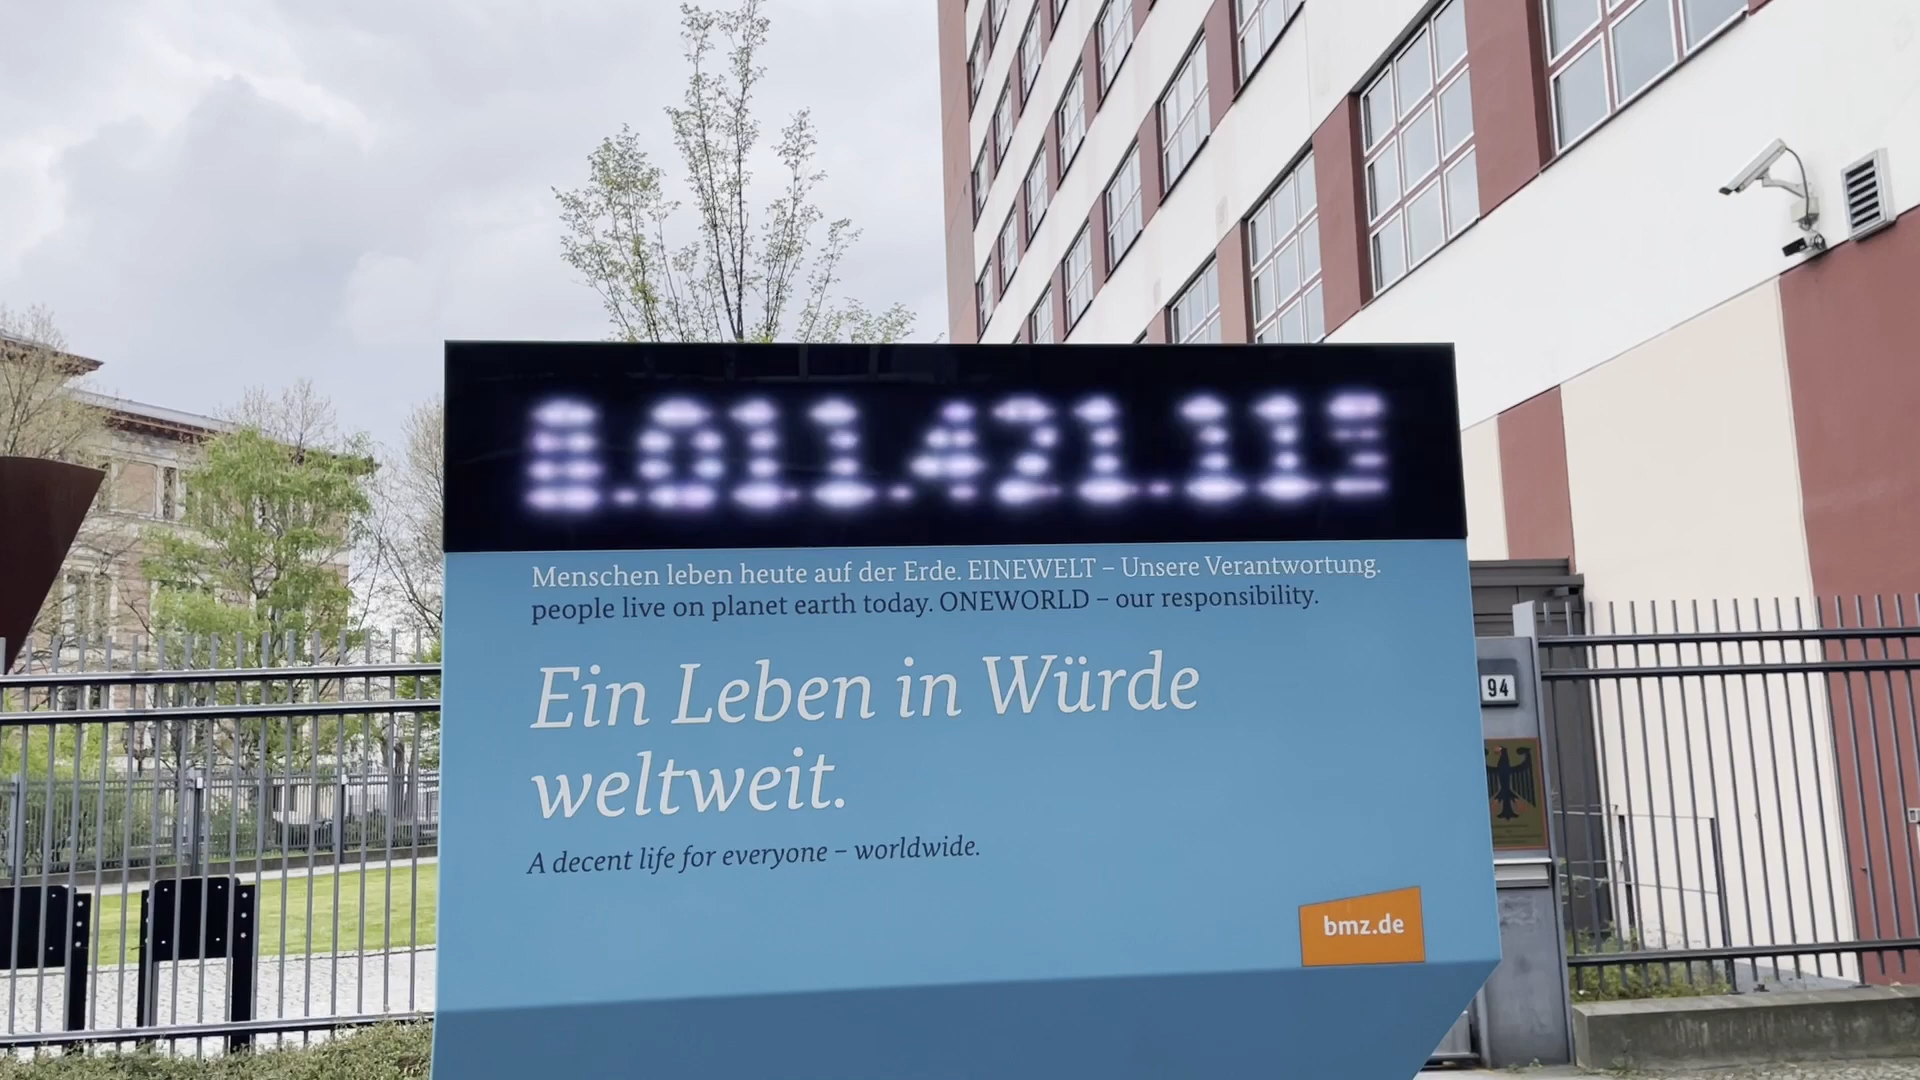 8.011.421.113
Menschen leben heute auf der Erde. EINEWELT – Unsere Verantwortung.
people live on planet earth today. ONEWORLD – our responsibility.
Ein Leben in Würde
weltweit.
A decent life for everyone – worldwide.
bmz.de
94